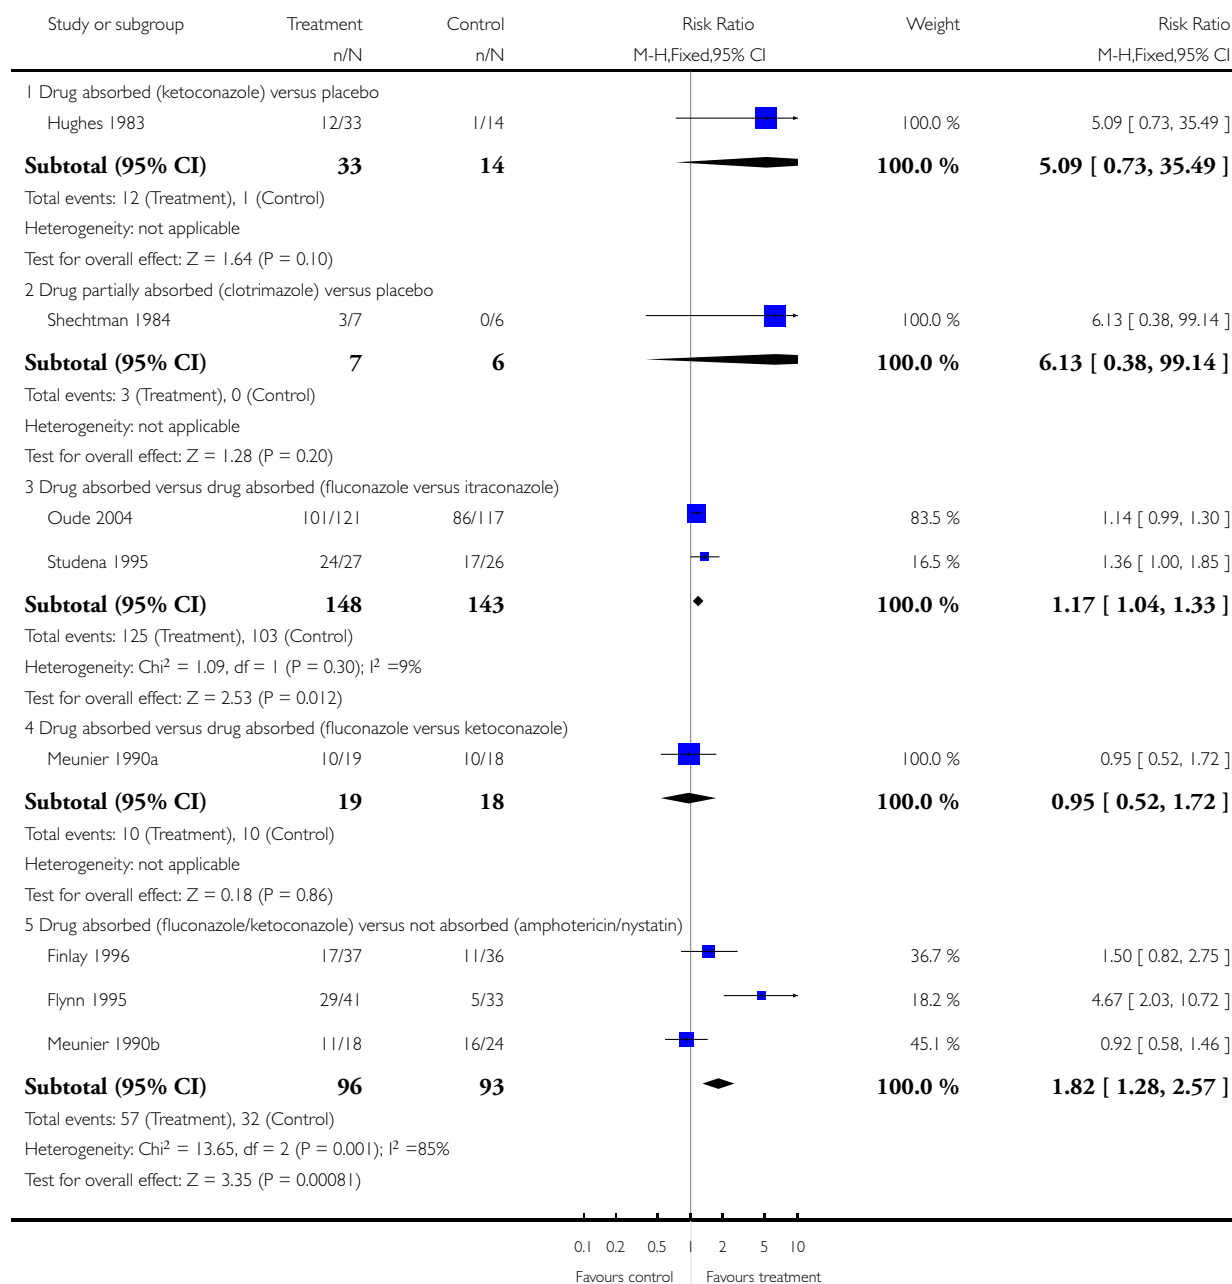 Study or subgroup Treatment Control Risk Ratio Weight Risk Ratio
n/N n/N M-H,Fixed,95% CI M-H,Fixed,95% CI
1 Drug absorbed (ketoconazole) versus placebo
Hughes 1983 12/33 1/14 100.0 % 5.09 [ 0.73, 35.49 ]
Subtotal (95% CI) 33 14 100.0 % 5.09 [ 0.73, 35.49 ]
Total events: 12 (Treatment), 1 (Control)
Heterogeneity: not applicable
Test for overall effect: Z = 1.64 (P = 0.10)
2 Drug partially absorbed (clotrimazole) versus placebo
Shechtman 1984 3/7 0/6 100.0 % 6.13 [ 0.38, 99.14 ]
Subtotal (95% CI) 7 6 100.0 % 6.13 [ 0.38, 99.14 ]
Total events: 3 (Treatment), 0 (Control)
Heterogeneity: not applicable
Test for overall effect: Z = 1.28 (P = 0.20)
3 Drug absorbed versus drug absorbed (fluconazole versus itraconazole)
Oude 2004 101/121 86/117 83.5 % 1.14 [ 0.99, 1.30 ]
Studena 1995 24/27 17/26 16.5 % 1.36 [ 1.00, 1.85 ]
Subtotal (95% CI) 148 143 100.0 % 1.17 [ 1.04, 1.33 ]
Total events: 125 (Treatment), 103 (Control)
Heterogeneity: Chi² = 1.09, df = 1 (P = 0.30); I² =9%
Test for overall effect: Z = 2.53 (P = 0.012)
4 Drug absorbed versus drug absorbed (fluconazole versus ketoconazole)
Meunier 1990a 10/19 10/18 100.0 % 0.95 [ 0.52, 1.72 ]
Subtotal (95% CI) 19 18 100.0 % 0.95 [ 0.52, 1.72 ]
Total events: 10 (Treatment), 10 (Control)
Heterogeneity: not applicable
Test for overall effect: Z = 0.18 (P = 0.86)
5 Drug absorbed (fluconazole/ketoconazole) versus not absorbed (amphotericin/nystatin)
Finlay 1996 17/37 11/36 36.7 % 1.50 [ 0.82, 2.75 ]
Flynn 1995 29/41 5/33 18.2 % 4.67 [ 2.03, 10.72 ]
Meunier 1990b 11/18 16/24 45.1 % 0.92 [ 0.58, 1.46 ]
Subtotal (95% CI) 96 93 100.0 % 1.82 [ 1.28, 2.57 ]
Total events: 57 (Treatment), 32 (Control)
Heterogeneity: Chi² = 13.65, df = 2 (P = 0.001); I² =85%
Test for overall effect: Z = 3.35 (P = 0.00081)
0.1 0.2 0.5 1 2 5 10
Favours control Favours treatment